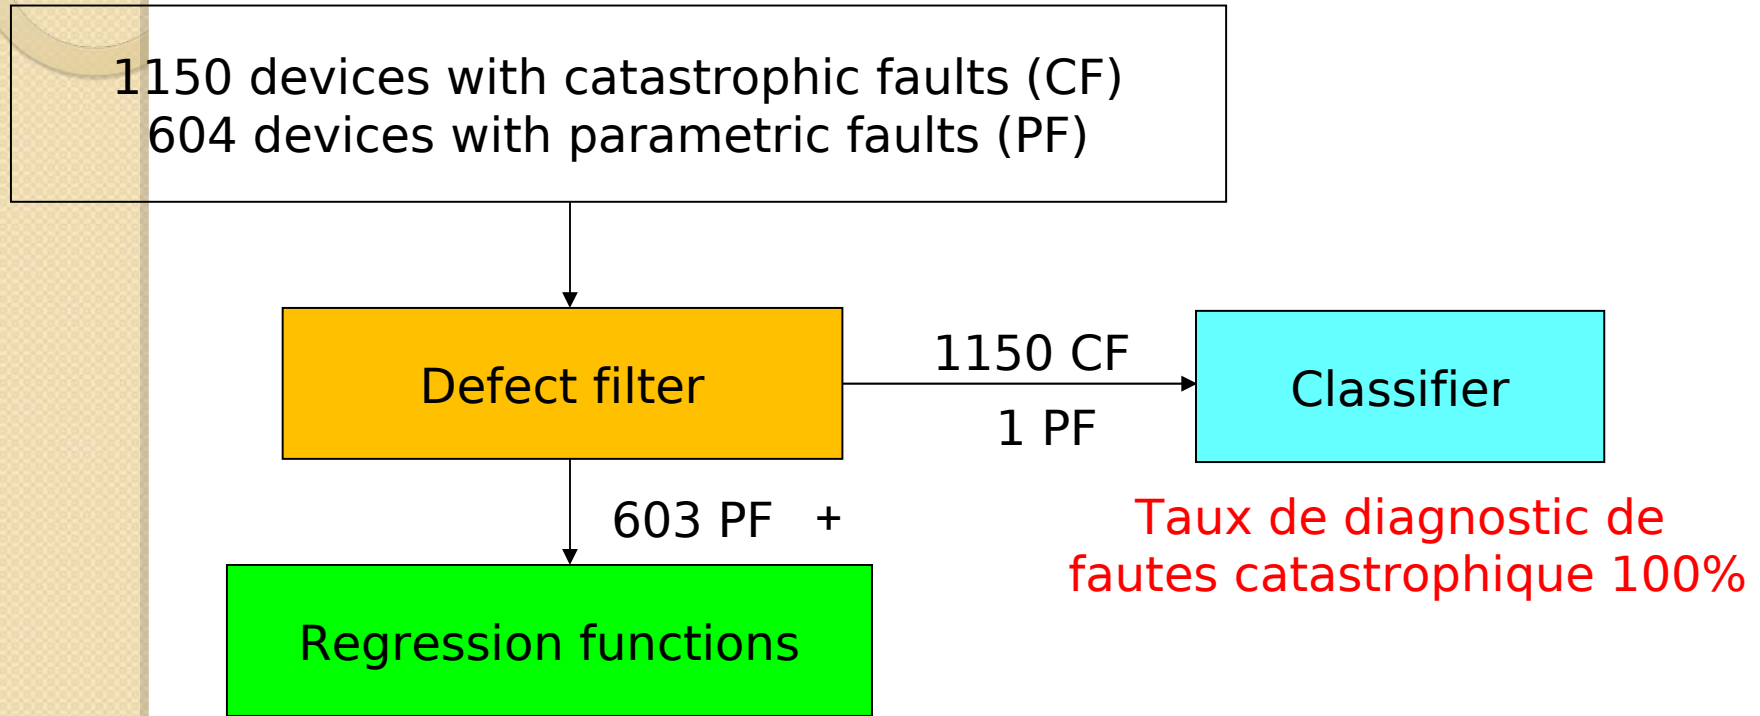 1150 devices with catastrophic faults (CF)
604 devices with parametric faults (PF)
Defect filter
1150 CF
1 PF
Classifier
603 PF +
Taux de diagnostic de
fautes catastrophique 100%
Regression functions